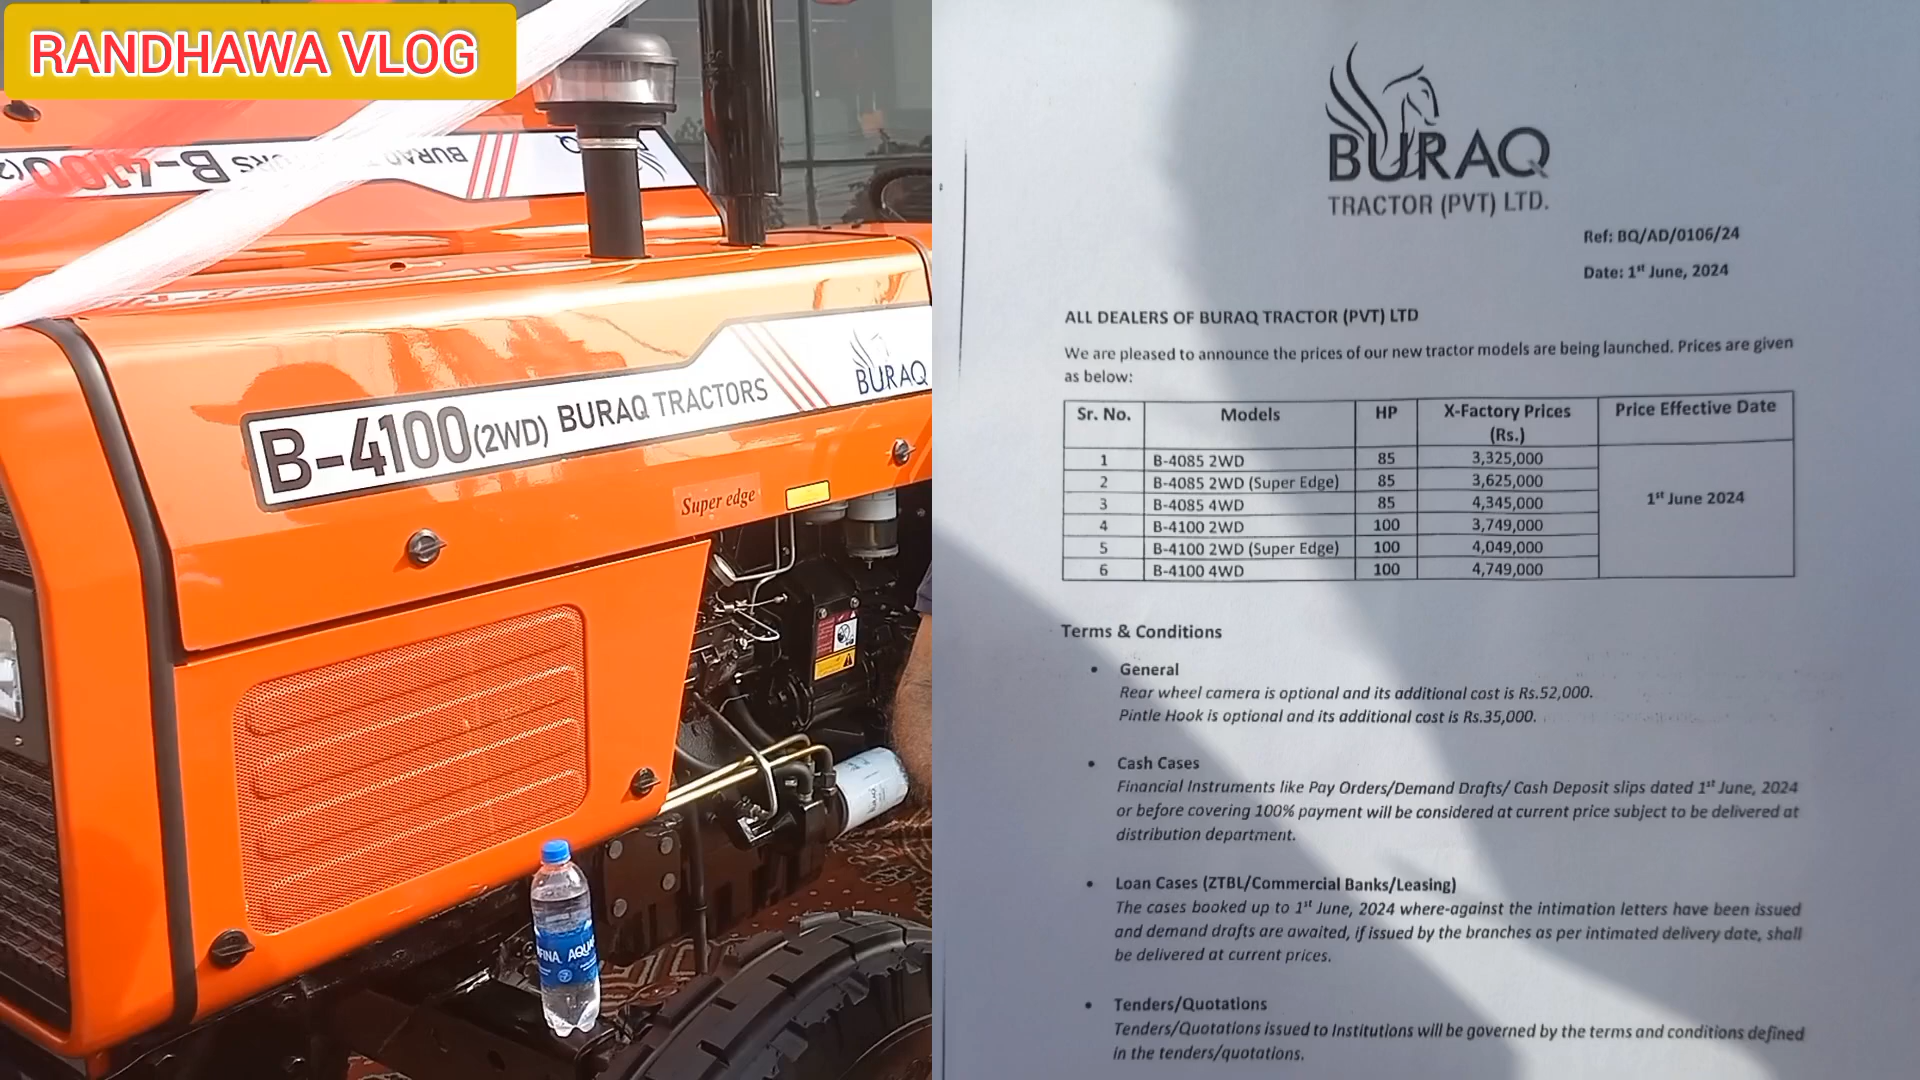 RANDHAWA VLOG
B-4100(2
TORS
BURAQ
B-4100(2WD) BURAQ TRACTORS
BURAQ
Super edge
AQUA
FINA
BURAQ
TRACTOR (PVT) LTD.
Ref: BQ/AD/0106/24
Date: 1st June, 2024
ALL DEALERS OF BURAQ TRACTOR (PVT) LTD
We are pleased to announce the prices of our new tractor models are being launched. Prices are given
as below:
Sr. No. Models HP X-Factory Prices (Rs.) Price Effective Date
1 B-4085 2WD 85 3,325,000
2 B-4085 2WD (Super Edge) 85 3,625,000
3 B-4085 4WD 85 4,345,000 1st June 2024
4 B-4100 2WD 100 3,749,000
5 B-4100 2WD (Super Edge) 100 4,049,000
6 B-4100 4WD 100 4,749,000
Terms & Conditions
• General
Rear wheel camera is optional and its additional cost is Rs.52,000.
Pintle Hook is optional and its additional cost is Rs.35,000.
• Cash Cases
Financial Instruments like Pay Orders/Demand Drafts/ Cash Deposit slips dated 1st June, 2024
or before covering 100% payment will be considered at current price subject to be delivered at
distribution department.
• Loan Cases (ZTBL/Commercial Banks/Leasing)
The cases booked up to 1st June, 2024 where-against the intimation letters have been issued
and demand drafts are awaited, if issued by the branches as per intimated delivery date, shall
be delivered at current prices.
• Tenders/Quotations
Tenders/Quotations issued to Institutions will be governed by the terms and conditions defined
in the tenders/quotations.